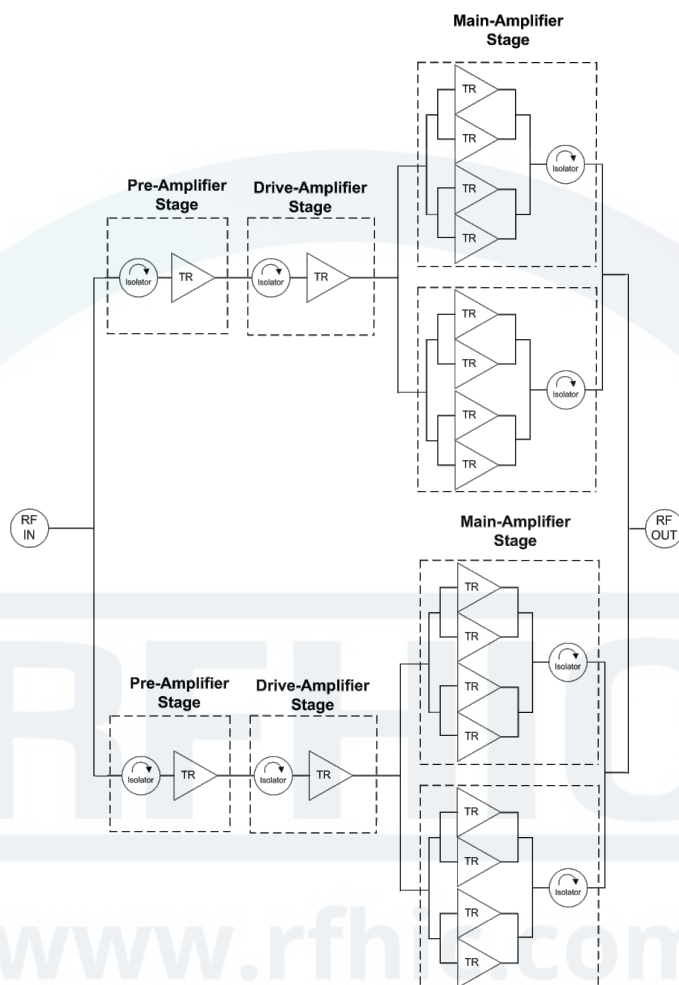 Main-Amplifier
Stage
TR
TR
Isolator
TR
TR
Pre-Amplifier
Stage
Drive-Amplifier
Stage
Isolator
TR
Isolator
TR
TR
TR
Isolator
TR
TR
RF
IN
RF
OUT
Main-Amplifier
Stage
TR
TR
Isolator
TR
TR
Pre-Amplifier
Stage
Drive-Amplifier
Stage
Isolator
TR
Isolator
TR
TR
TR
Isolator
TR
TR
RFHIC
www.rfhic.com